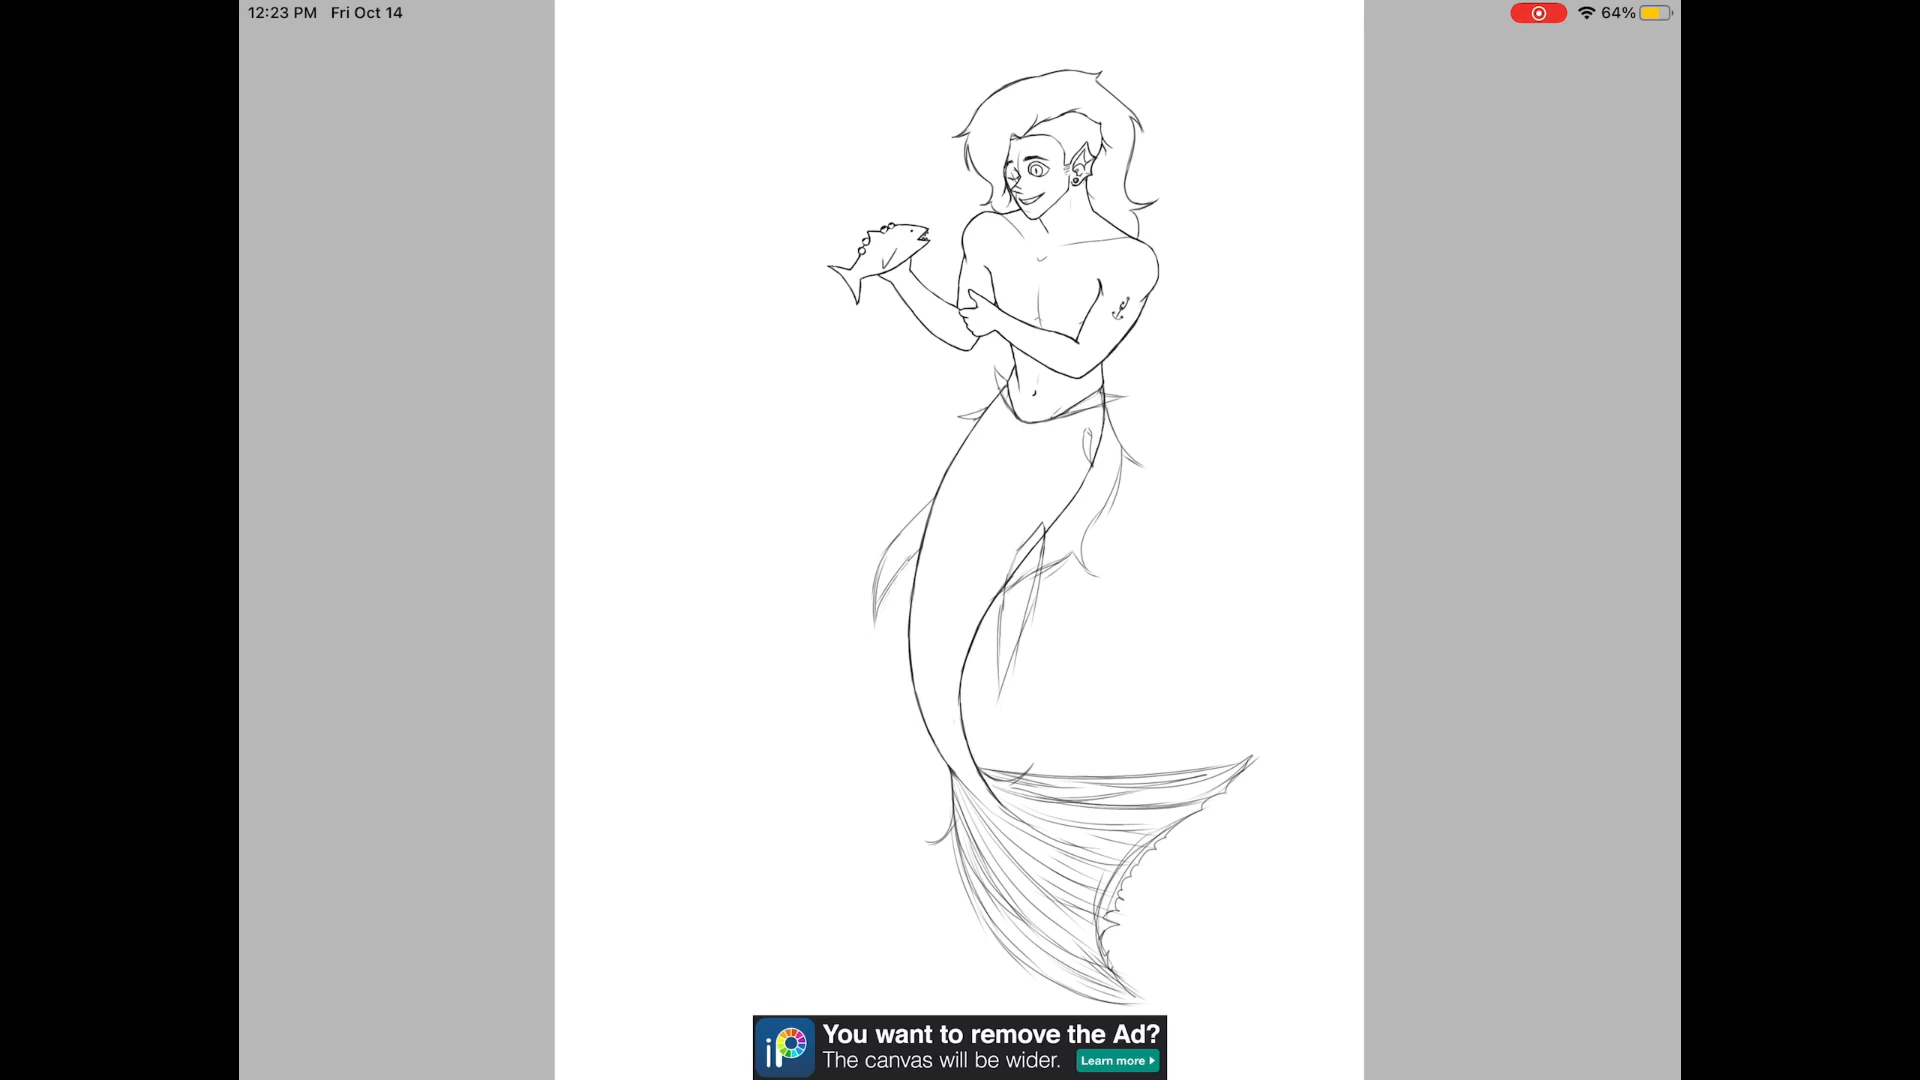 12:23 PM Fri Oct 14
64%
iP
You want to remove the Ad?
The canvas will be wider.
Learn more